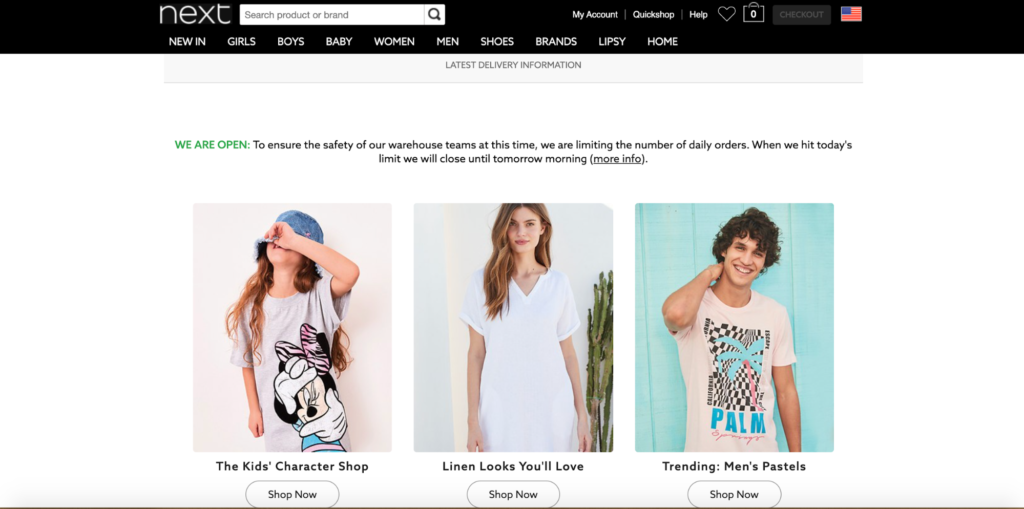 next
Search product or brand
My Account
Quickshop
Help
0
CHECKOUT
NEW IN
GIRLS
BOYS
BABY
WOMEN
MEN
SHOES
BRANDS
LIPSY
HOME
LATEST DELIVERY INFORMATION
WE ARE OPEN: To ensure the safety of our warehouse teams at this time, we are limiting the number of daily orders. When we hit today's
limit we will close until tomorrow morning (more info).
CALIFORNIA
ESCAPE
PALM
Springs
The Kids' Character Shop
Linen Looks You'll Love
Trending: Men's Pastels
Shop Now
Shop Now
Shop Now